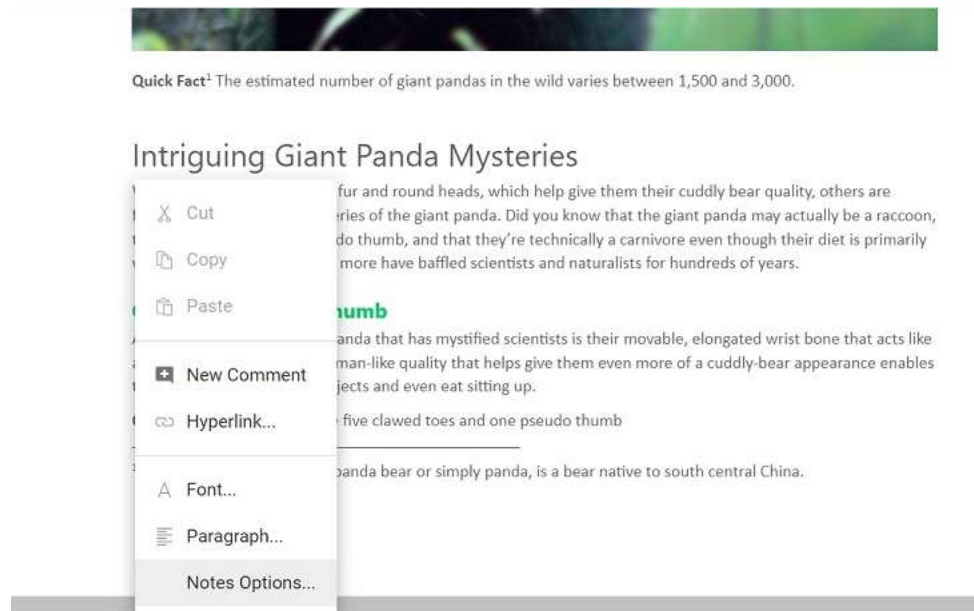 Quick Fact¹ The estimated number of giant pandas in the wild varies between 1,500 and 3,000.
Intriguing Giant Panda Mysteries
fur and round heads, which help give them their cuddly bear quality, others are
eries of the giant panda. Did you know that the giant panda may actually be a raccoon,
do thumb, and that they're technically a carnivore even though their diet is primarily
more have baffled scientists and naturalists for hundreds of years.
humb
anda that has mystified scientists is their movable, elongated wrist bone that acts like
man-like quality that helps give them even more of a cuddly-bear appearance enables
jects and even eat sitting up.
five clawed toes and one pseudo thumb
panda bear or simply panda, is a bear native to south central China.
Cut
Copy
Paste
New Comment
Hyperlink...
Font...
Paragraph...
Notes Options...